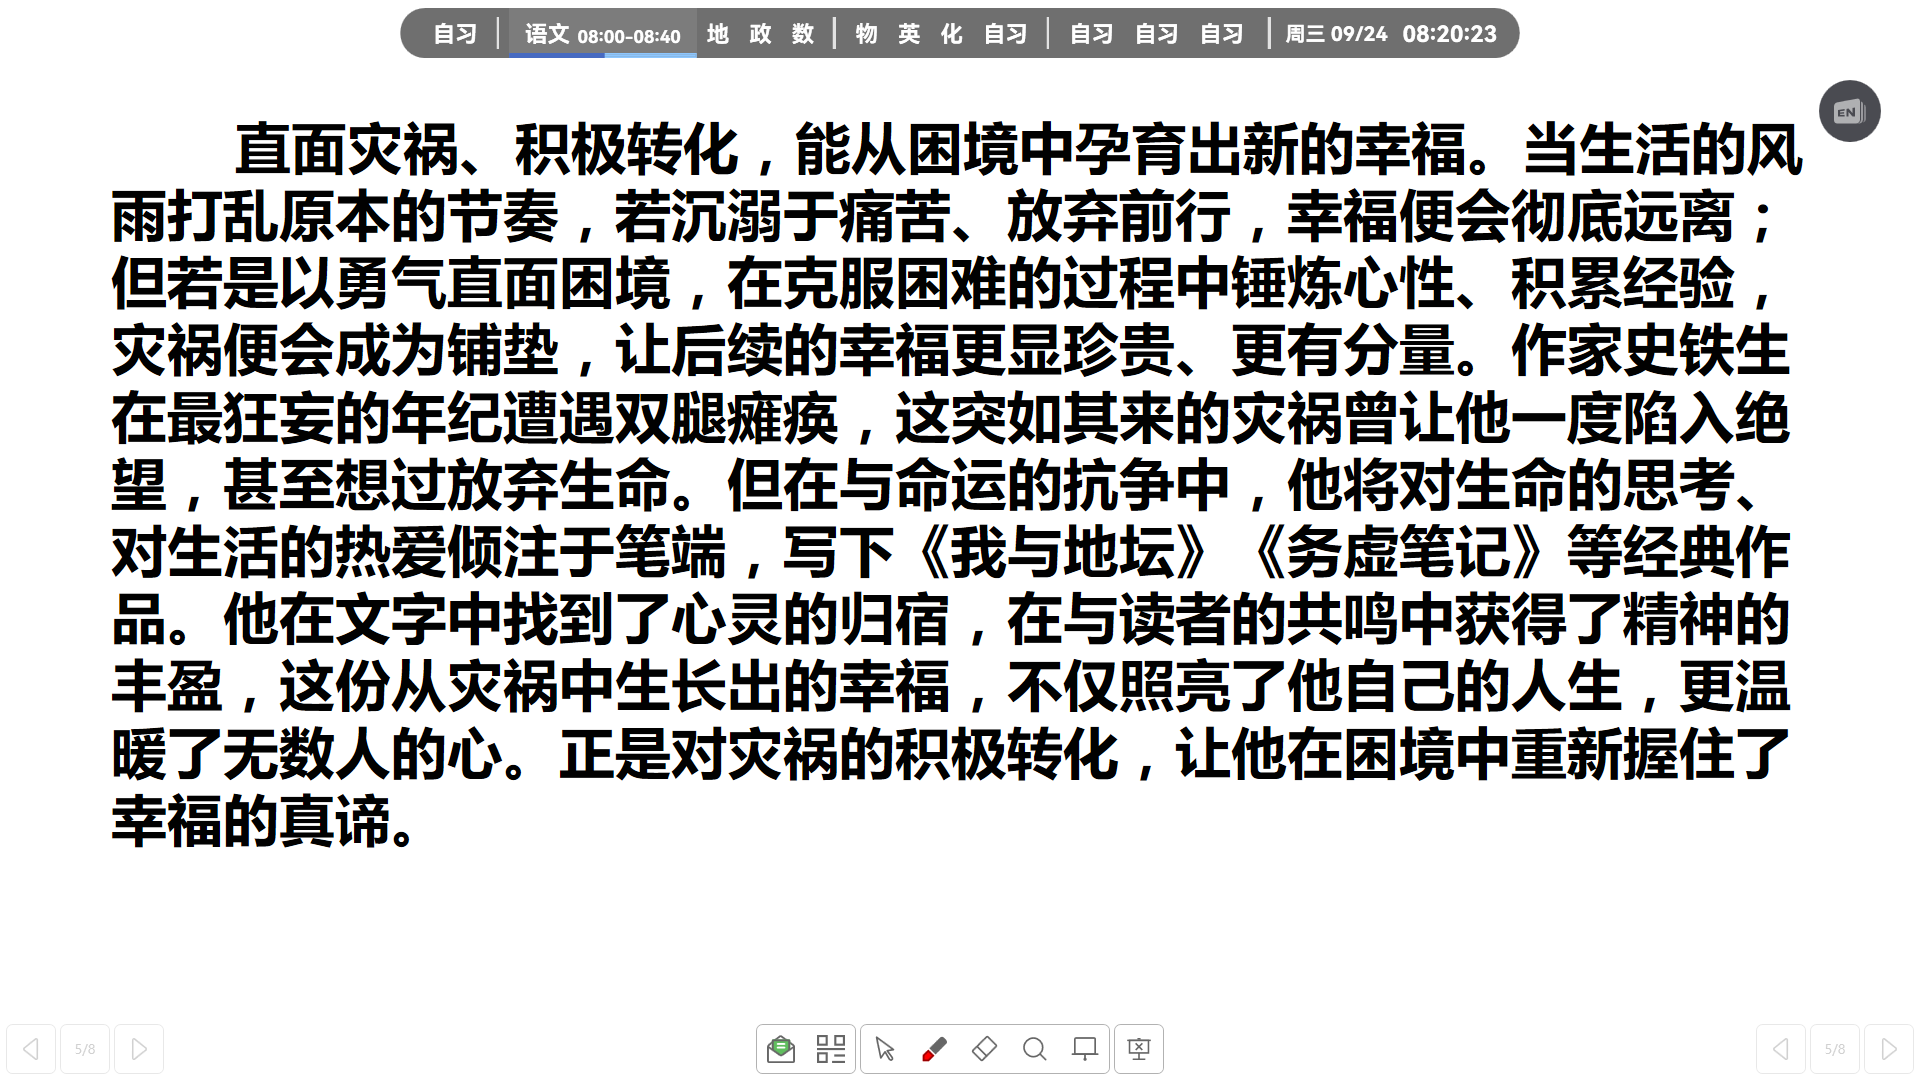 自习 语文 08:00-08:40 地 政 数 物 英 化 自习 自习 自习 自习 周三 09/24 08:20:23
EN
直面灾祸、积极转化，能从困境中孕育出新的幸福。当生活的风
雨打乱原本的节奏，若沉溺于痛苦、放弃前行，幸福便会彻底远离；
但若是以勇气直面困境，在克服困难的过程中锤炼心性、积累经验，
灾祸便会成为铺垫，让后续的幸福更显珍贵、更有分量。作家史铁生
在最狂妄的年纪遭遇双腿瘫痪，这突如其来的灾祸曾让他一度陷入绝
望，甚至想过放弃生命。但在与命运的抗争中，他将对生命的思考、
对生活的热爱倾注于笔端，写下《我与地坛》《务虚笔记》等经典作
品。他在文字中找到了心灵的归宿，在与读者的共鸣中获得了精神的
丰盈，这份从灾祸中生长出的幸福，不仅照亮了他自己的人生，更温
暖了无数人的心。正是对灾祸的积极转化，让他在困境中重新握住了
幸福的真谛。
5/8
5/8